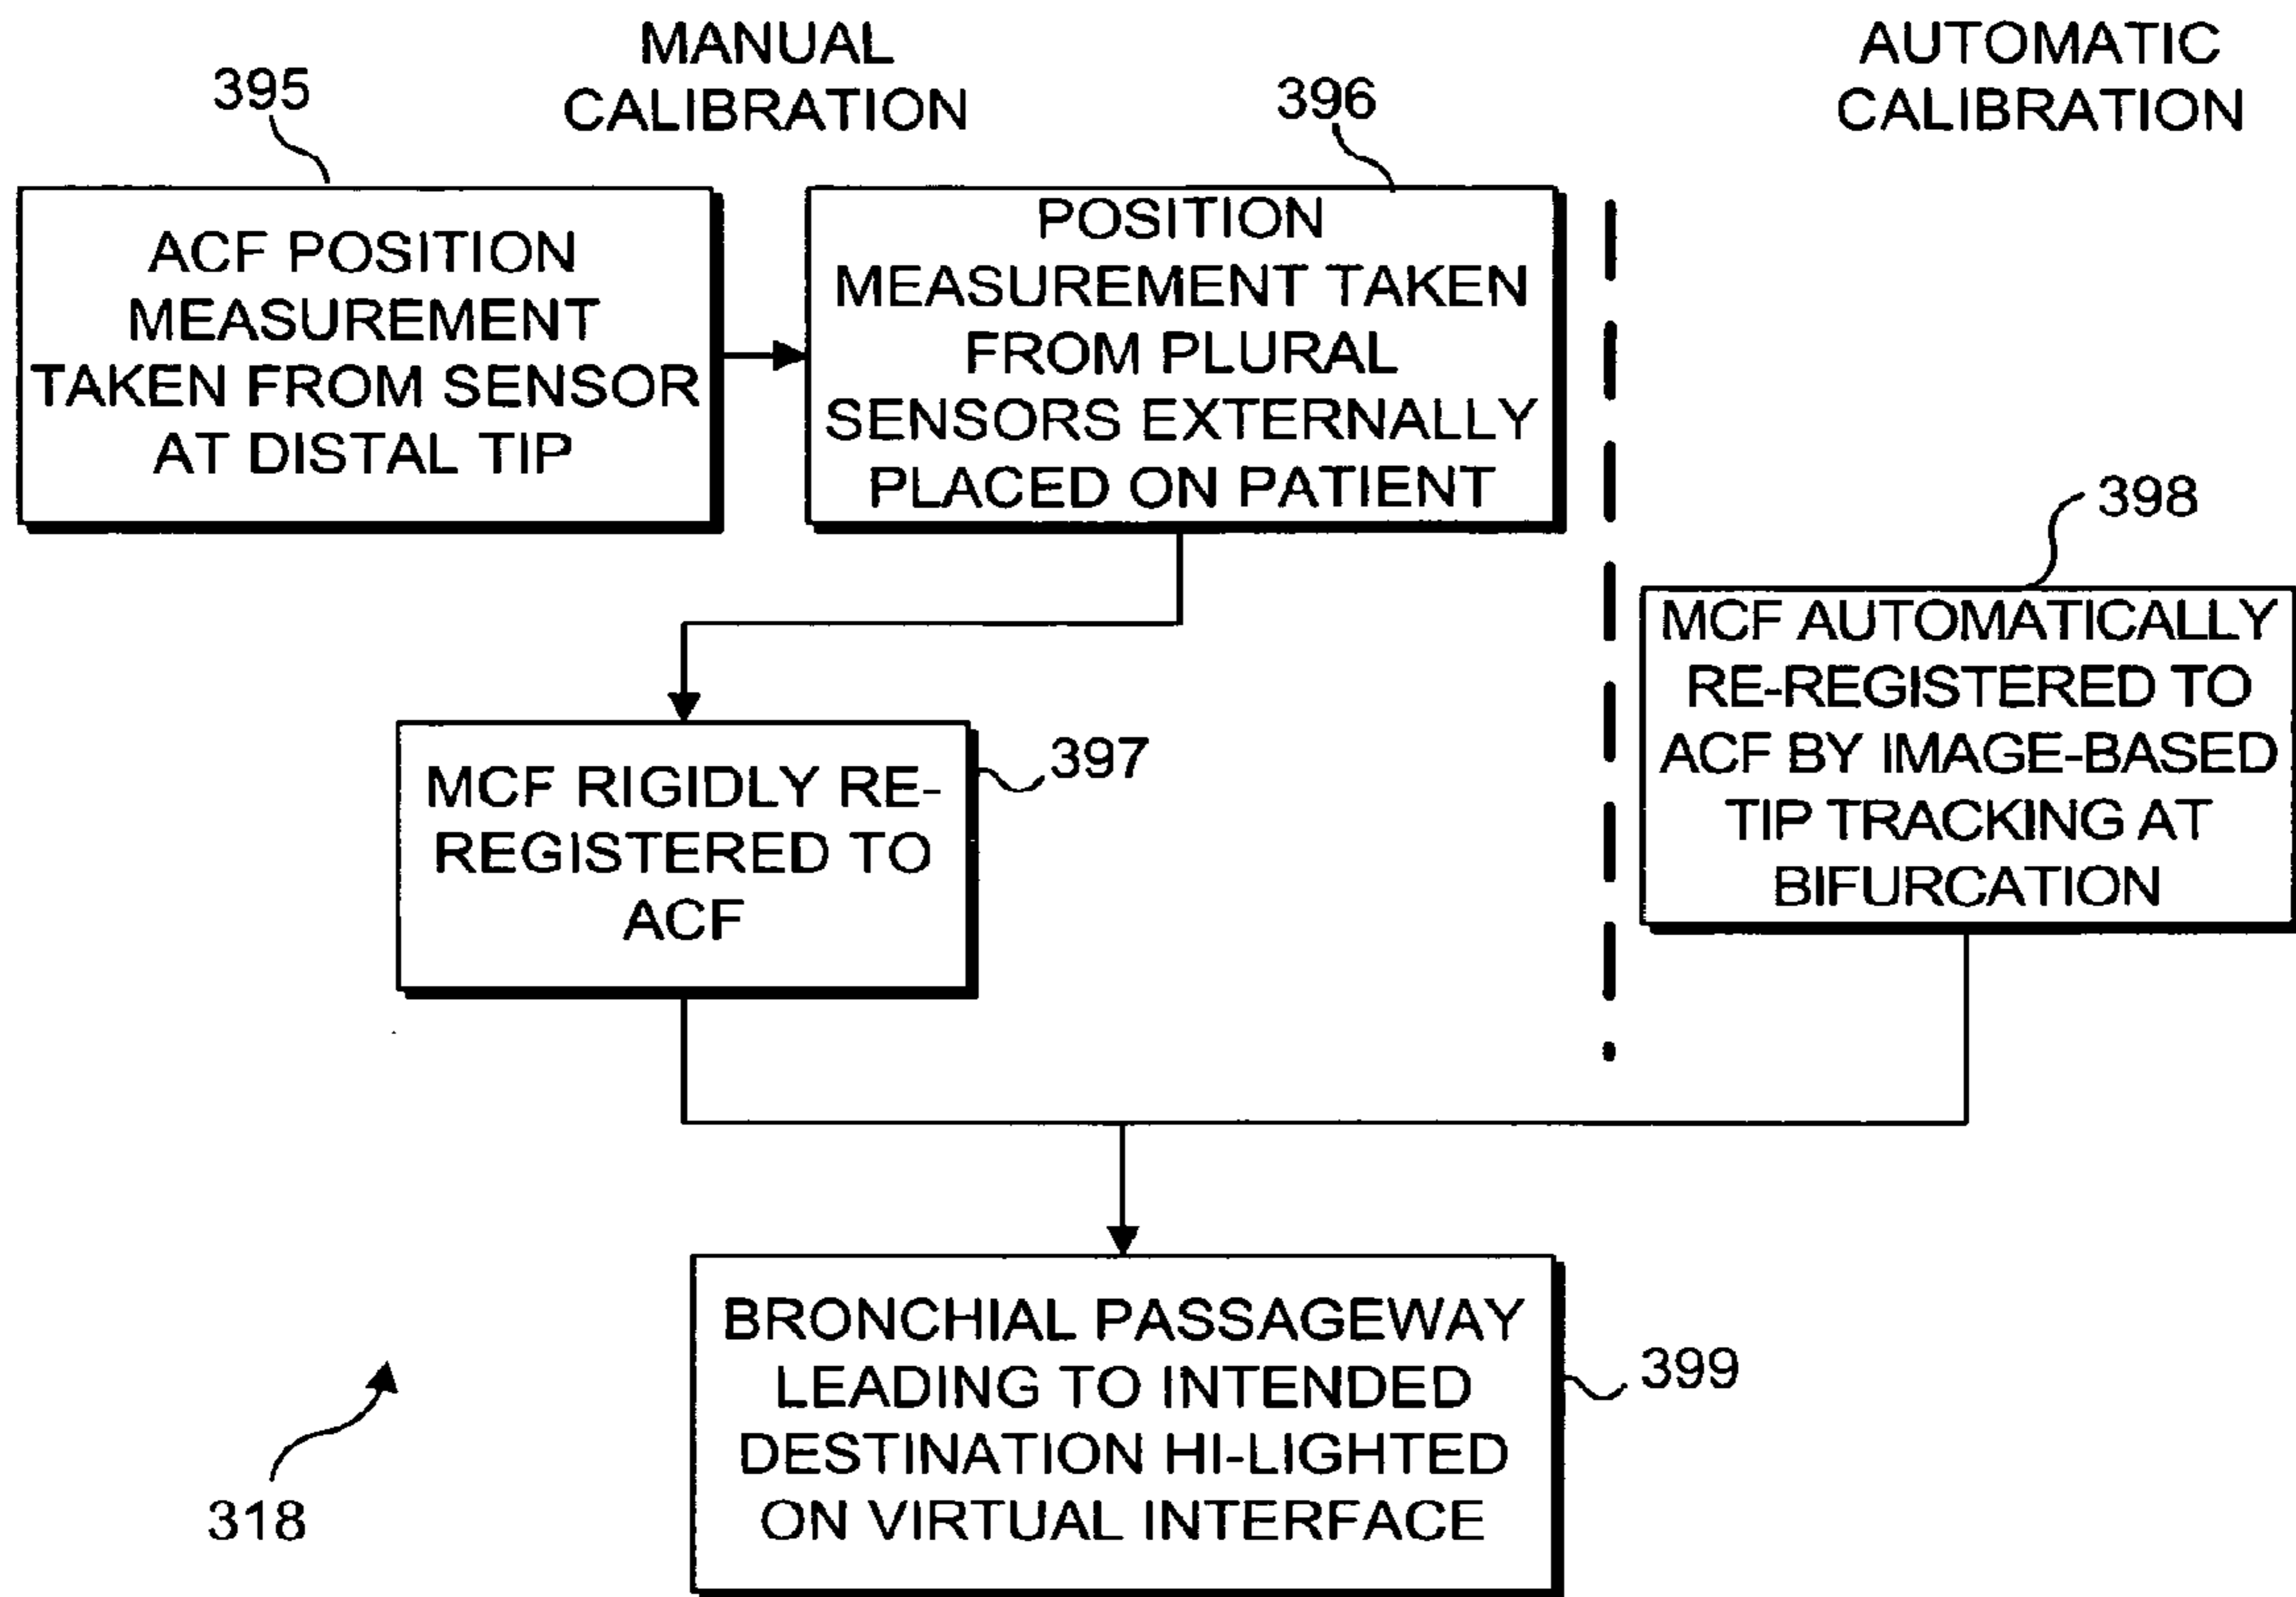 MANUAL
CALIBRATION
AUTOMATIC
CALIBRATION
395
396
ACF POSITION
MEASUREMENT
TAKEN FROM SENSOR
AT DISTAL TIP
POSITION
MEASUREMENT TAKEN
FROM PLURAL
SENSORS EXTERNALLY
PLACED ON PATIENT
398
MCF AUTOMATICALLY
RE-REGISTERED TO
ACF BY IMAGE-BASED
TIP TRACKING AT
BIFURCATION
397
MCF RIGIDLY RE-
REGISTERED TO
ACF
BRONCHIAL PASSAGEWAY
LEADING TO INTENDED
DESTINATION HI-LIGHTED
ON VIRTUAL INTERFACE
399
318